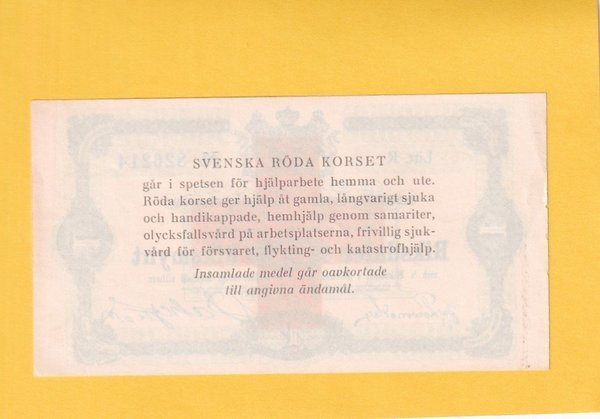 SVENSKA RÖDA KORSET
går i spetsen för hjälparbete hemma och ute.
Röda korset ger hjälp åt gamla, långvarigt sjuka
och handikappade, hemhjälp genom samariter,
olycksfallsvård på arbetsplatserna, frivillig sjuk-
vård för försvaret, flykting- och katastrofhjälp.
Insamlade medel går oavkortade
till angivna ändamål.